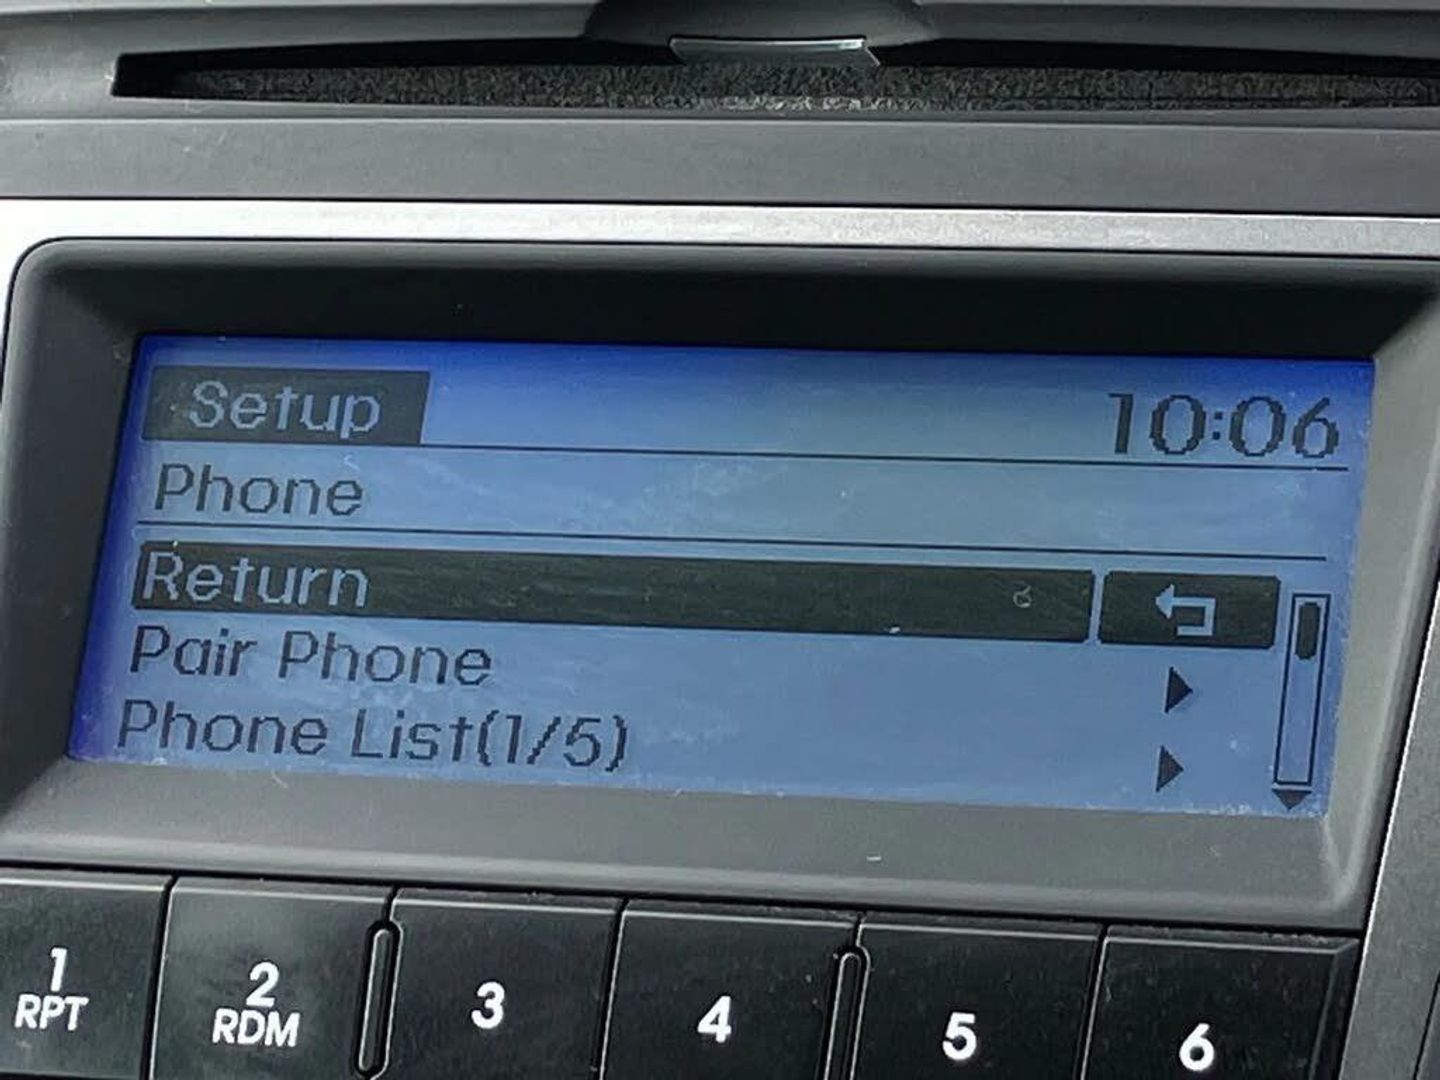 Setup 10:06
Phone
Return
Pair Phone
Phone List(1/5)
1 2 3 4 5 6
RPT RDM